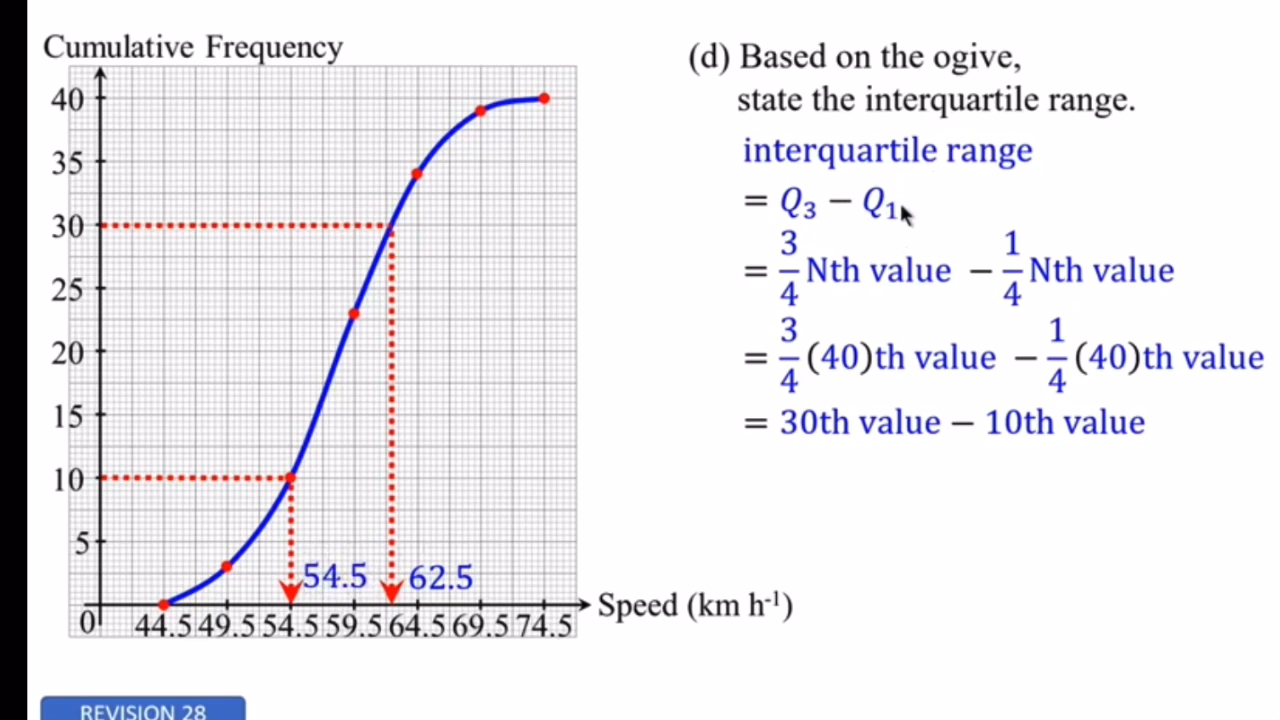 Cumulative Frequency
40
35
30
25
20
15
10
5
0
44.5 49.5 54.5 59.5 64.5 69.5 74.5
54.5
62.5
Speed (km h⁻¹)
(d) Based on the ogive,
state the interquartile range.
interquartile range
= Q₃ − Q₁
= 3/4 Nth value − 1/4 Nth value
= 3/4 (40)th value − 1/4 (40)th value
= 30th value − 10th value
REVISION 28